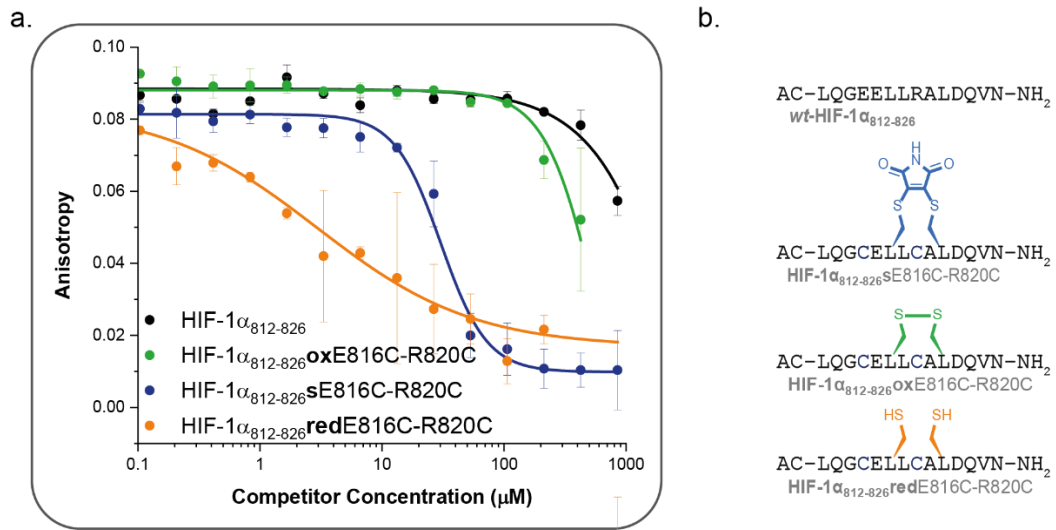 a.
0.10
0.08
0.06
0.04
0.02
0.00
Anisotropy
HIF-1α812-826
HIF-1α812-826oxE816C-R820C
HIF-1α812-826sE816C-R820C
HIF-1α812-826redE816C-R820C
0.1 1 10 100 1000
Competitor Concentration (μM)
b.
AC-LQGEELLRALDQVN-NH2
wt-HIF-1α812-826
H
N
O O
S S
AC-LQGCELLCALDQVN-NH2
HIF-1α812-826sE816C-R820C
S S
AC-LQGCELLCALDQVN-NH2
HIF-1α812-826oxE816C-R820C
HS SH
AC-LQGCELLCALDQVN-NH2
HIF-1α812-826redE816C-R820C